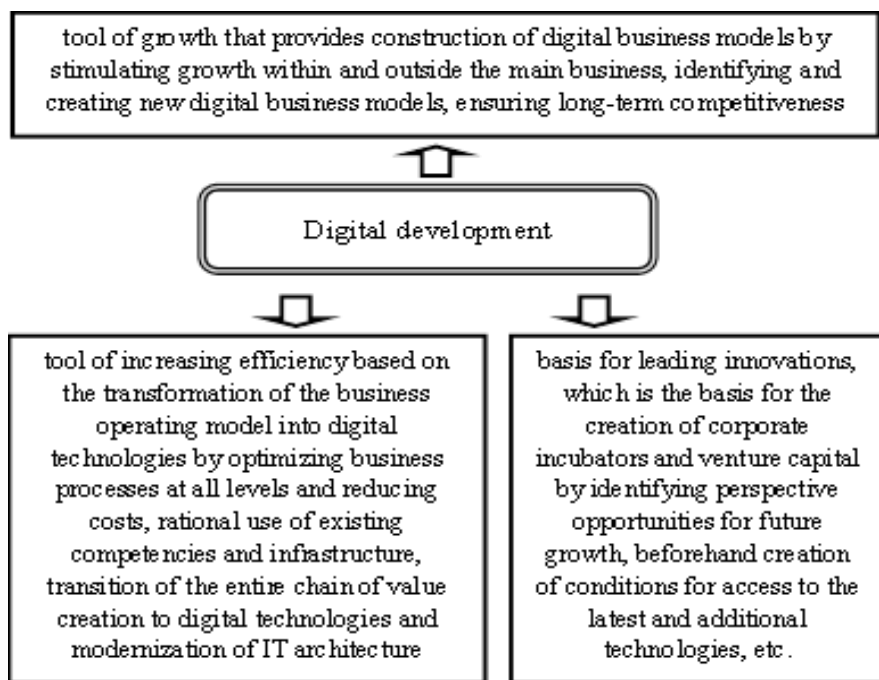 tool of growth that provides construction of digital business models by
stimulating growth within and outside the main business, identifying and
creating new digital business models, ensuring long-term competitiveness
Digital development
tool of increasing efficiency based on
the transformation of the business
operating model into digital
technologies by optimizing business
processes at all levels and reducing
costs, rational use of existing
competencies and infrastructure,
transition of the entire chain of value
creation to digital technologies and
modernization of IT architecture
basis for leading innovations,
which is the basis for the
creation of corporate
incubators and venture capital
by identifying perspective
opportunities for future
growth, beforehand creation
of conditions for access to the
latest and additional
technologies, etc.